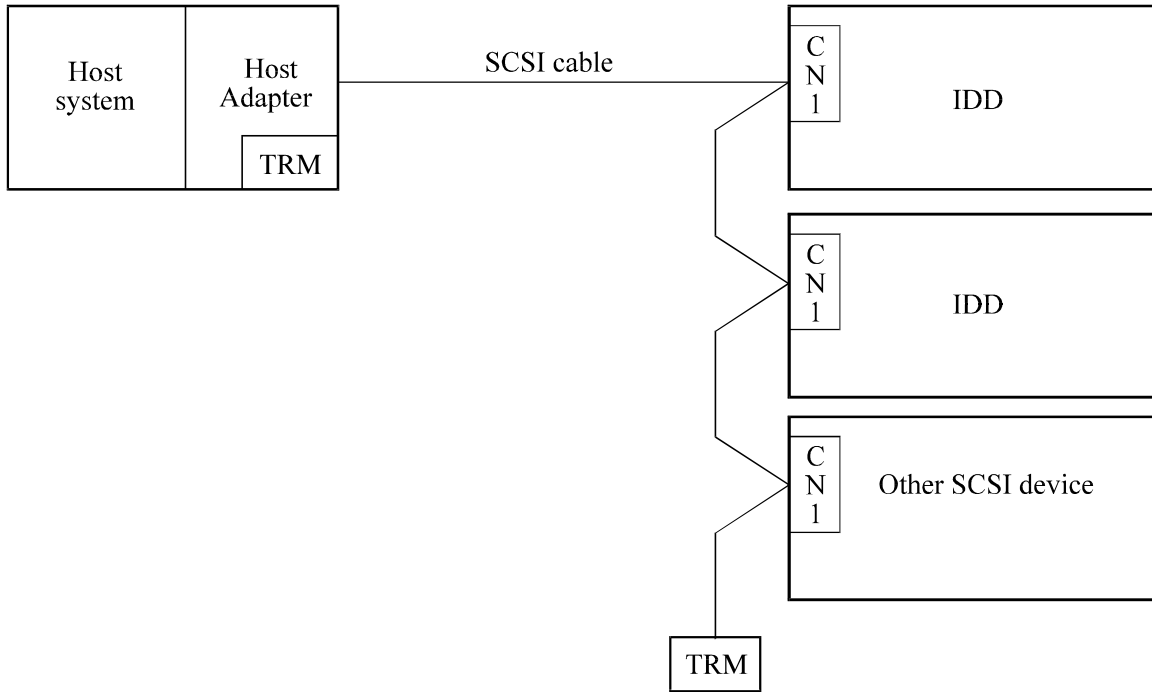 Host
system
Host
Adapter
TRM
SCSI cable
C
N
1
IDD
C
N
1
IDD
C
N
1
Other SCSI device
TRM